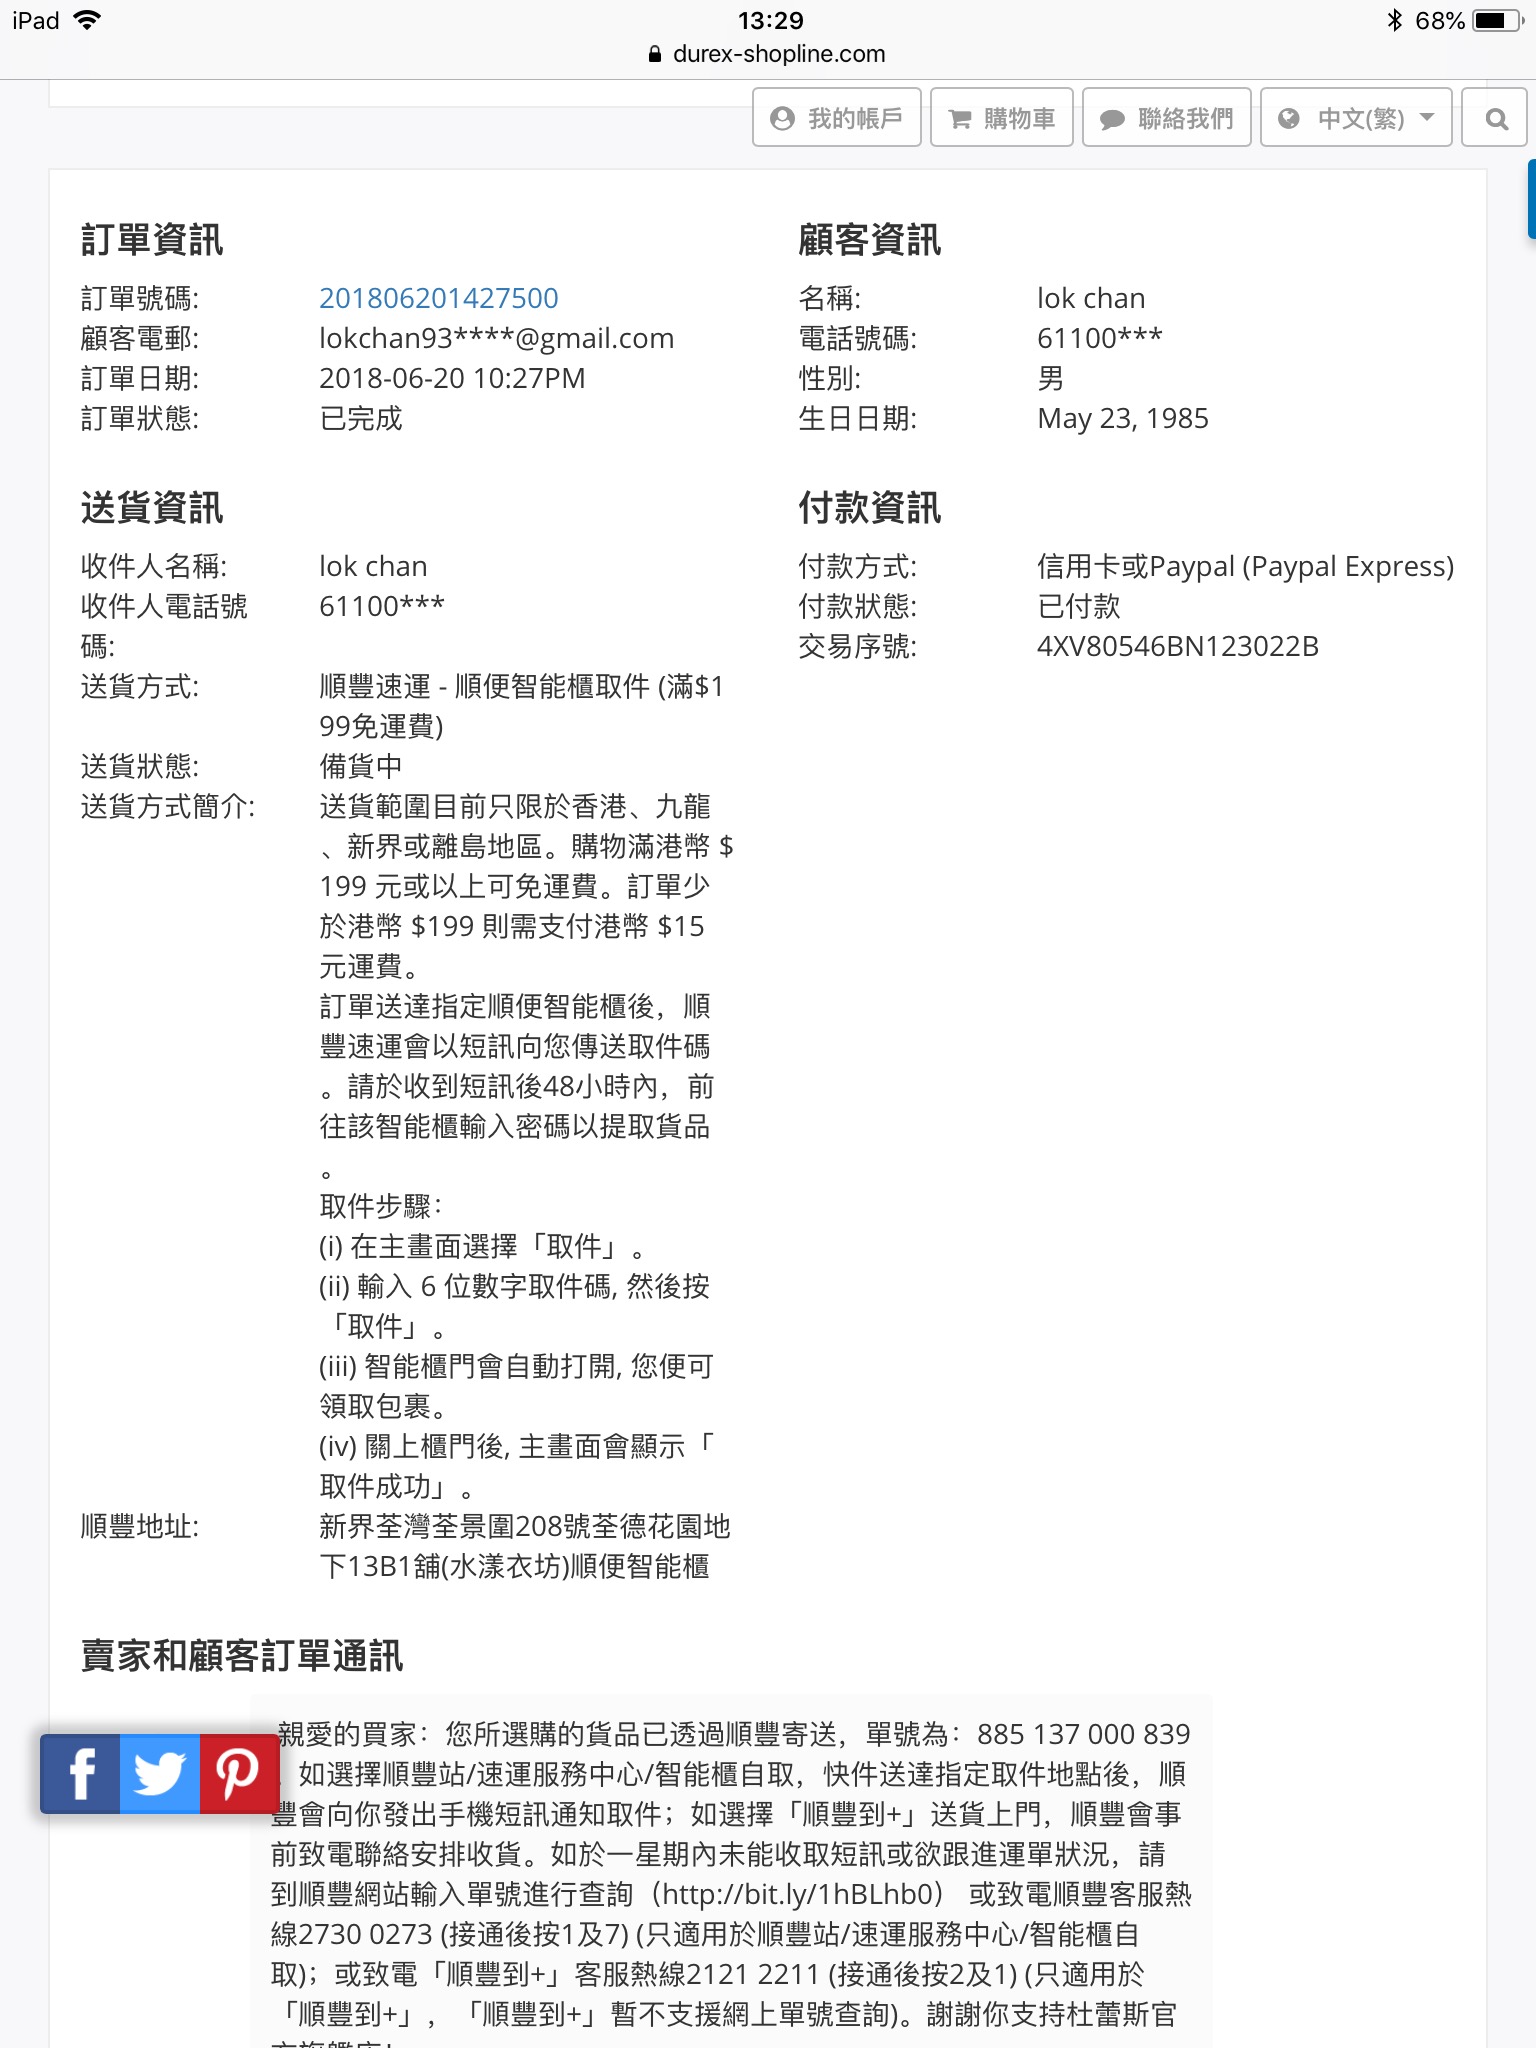 iPad
13:29
68%
durex-shopline.com
我的帳戶
購物車
聯絡我們
中文(繁)
訂單資訊
訂單號碼: 201806201427500
顧客電郵: lokchan93****@gmail.com
訂單日期: 2018-06-20 10:27PM
訂單狀態: 已完成
顧客資訊
名稱: lok chan
電話號碼: 61100***
性別: 男
生日日期: May 23, 1985
送貨資訊
收件人名稱: lok chan
收件人電話號 61100***
碼:
送貨方式: 順豐速運 - 順便智能櫃取件 (滿$1
99免運費)
送貨狀態: 備貨中
送貨方式簡介: 送貨範圍目前只限於香港、九龍
、新界或離島地區。購物滿港幣 $
199 元或以上可免運費。訂單少
於港幣 $199 則需支付港幣 $15
元運費。
訂單送達指定順便智能櫃後，順
豐速運會以短訊向您傳送取件碼
。請於收到短訊後48小時內，前
往該智能櫃輸入密碼以提取貨品
。
取件步驟：
(i) 在主畫面選擇「取件」。
(ii) 輸入 6 位數字取件碼, 然後按
「取件」。
(iii) 智能櫃門會自動打開, 您便可
領取包裹。
(iv) 關上櫃門後, 主畫面會顯示「
取件成功」。
順豐地址: 新界荃灣荃景圍208號荃德花園地
下13B1舖(水漾衣坊)順便智能櫃
付款資訊
付款方式: 信用卡或Paypal (Paypal Express)
付款狀態: 已付款
交易序號: 4XV80546BN123022B
賣家和顧客訂單通訊
親愛的買家：您所選購的貨品已透過順豐寄送，單號為：885 137 000 839
。如選擇順豐站/速運服務中心/智能櫃自取，快件送達指定取件地點後，順
豐會向你發出手機短訊通知取件；如選擇「順豐到+」送貨上門，順豐會事
前致電聯絡安排收貨。如於一星期內未能收取短訊或欲跟進運單狀況，請
到順豐網站輸入單號進行查詢（http://bit.ly/1hBLhb0） 或致電順豐客服熱
線2730 0273 (接通後按1及7) (只適用於順豐站/速運服務中心/智能櫃自
取)；或致電「順豐到+」客服熱線2121 2211 (接通後按2及1) (只適用於
「順豐到+」，「順豐到+」暫不支援網上單號查詢)。謝謝你支持杜蕾斯官